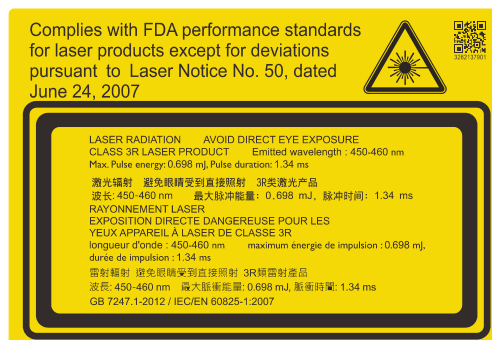 Complies with FDA performance standards
for laser products except for deviations
pursuant to Laser Notice No. 50, dated
June 24, 2007
3262137901
LASER RADIATION AVOID DIRECT EYE EXPOSURE
CLASS 3R LASER PRODUCT Emitted wavelength : 450-460 nm
Max. Pulse energy: 0.698 mJ, Pulse duration: 1.34 ms
激光辐射 避免眼睛受到直接照射 3R类激光产品
波长: 450-460 nm 最大脉冲能量: 0.698 mJ, 脉冲时间: 1.34 ms
RAYONNEMENT LASER
EXPOSITION DIRECTE DANGEREUSE POUR LES
YEUX APPAREIL À LASER DE CLASSE 3R
longueur d'onde : 450-460 nm maximum énergie de impulsion : 0.698 mJ,
durée de impulsion : 1.34 ms
雷射輻射 避免眼睛受到直接照射 3R類雷射產品
波長: 450-460 nm 最大脈衝能量: 0.698 mJ, 脈衝時間: 1.34 ms
GB 7247.1-2012 / IEC/EN 60825-1:2007